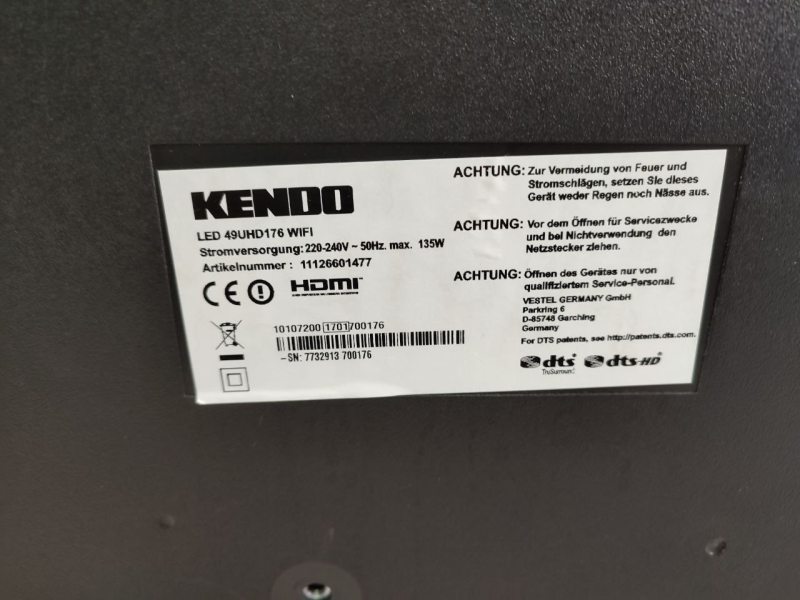 KENDO
LED 49UHD176 WIFI
Stromversorgung: 220-240V ~ 50Hz. max. 135W
Artikelnummer : 11126601477
CE
HDMI
10107200 1701 700176
-SN: 7732913 700176
ACHTUNG: Zur Vermeidung von Feuer und
Stromschlägen, setzen Sie dieses
Gerät weder Regen noch Nässe aus.
ACHTUNG: Vor dem Öffnen für Servicezwecke
und bei Nichtverwendung den
Netzstecker ziehen.
ACHTUNG: Öffnen des Gerätes nur von
qualifiziertem Service-Personal.
VESTEL GERMANY GmbH
Parkring 6
D-85748 Garching
Germany
For DTS patents, see http://patents.dts.com.
dts
TruSurround
dts-HD